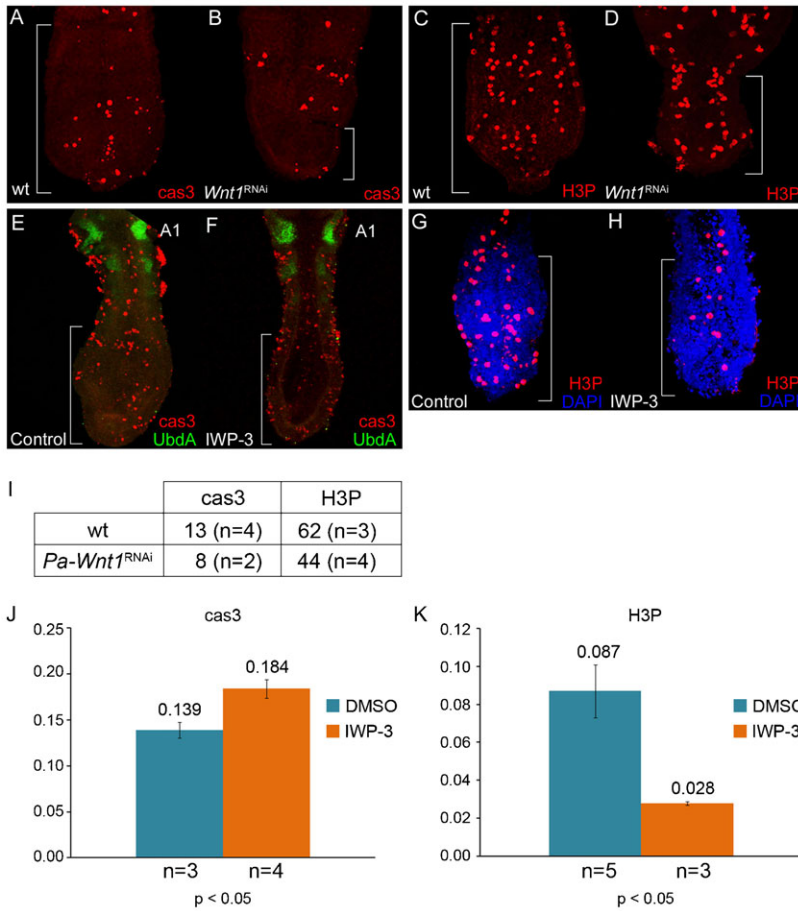 A B C D
wt cas3 Wnt1RNAi cas3 wt H3P Wnt1RNAi H3P
E A1 F A1 G H
Control cas3 UbdA IWP-3 cas3 UbdA Control H3P DAPI IWP-3 H3P DAPI
I
cas3 H3P
wt 13 (n=4) 62 (n=3)
Pa-Wnt1RNAi 8 (n=2) 44 (n=4)
J cas3
0.25
0.20
0.15
0.10
0.05
0.00
0.139
0.184
DMSO
IWP-3
n=3 n=4
p < 0.05
K H3P
0.12
0.10
0.08
0.06
0.04
0.02
0.00
0.087
0.028
DMSO
IWP-3
n=5 n=3
p < 0.05